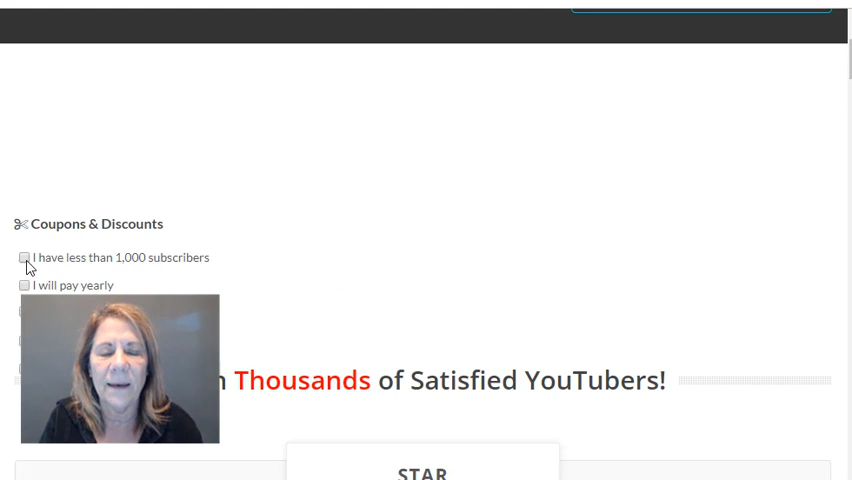 Coupons & Discounts
I have less than 1,000 subscribers
I will pay yearly
Thousands of Satisfied YouTubers!
STAR